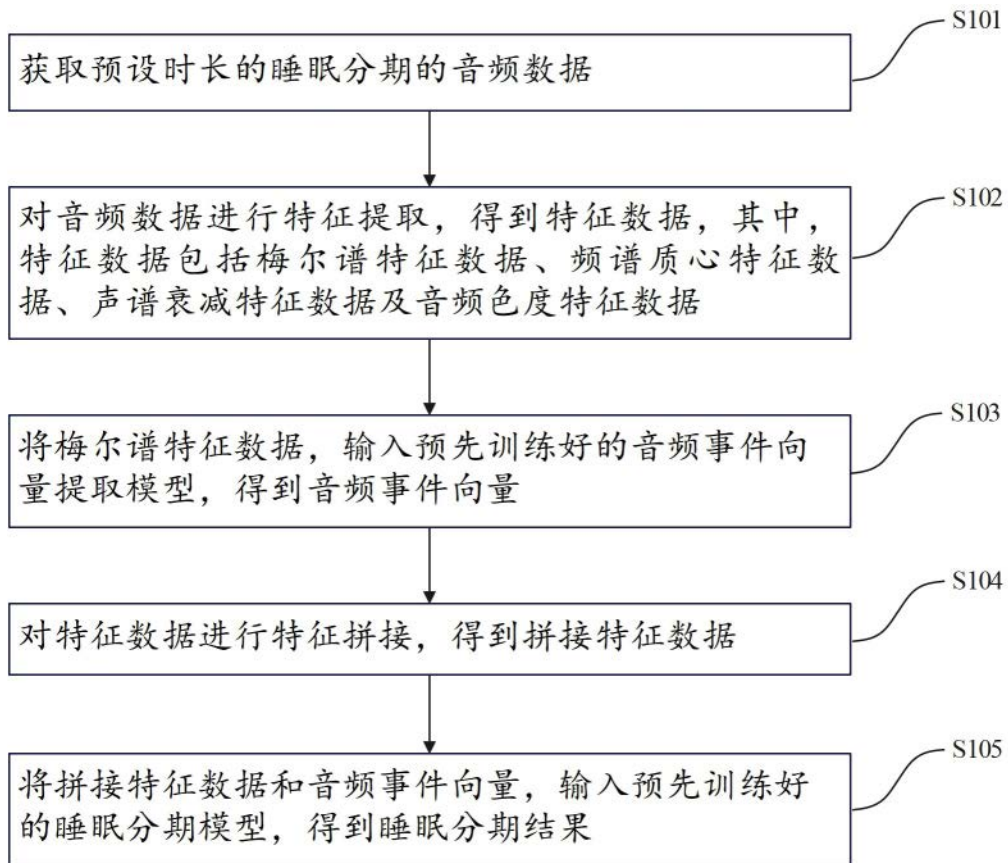 S101
获取预设时长的睡眠分期的音频数据
S102
对音频数据进行特征提取，得到特征数据，其中，
特征数据包括梅尔谱特征数据、频谱质心特征数
据、声谱衰减特征数据及音频色度特征数据
S103
将梅尔谱特征数据，输入预先训练好的音频事件向
量提取模型，得到音频事件向量
S104
对特征数据进行特征拼接，得到拼接特征数据
S105
将拼接特征数据和音频事件向量，输入预先训练好
的睡眠分期模型，得到睡眠分期结果